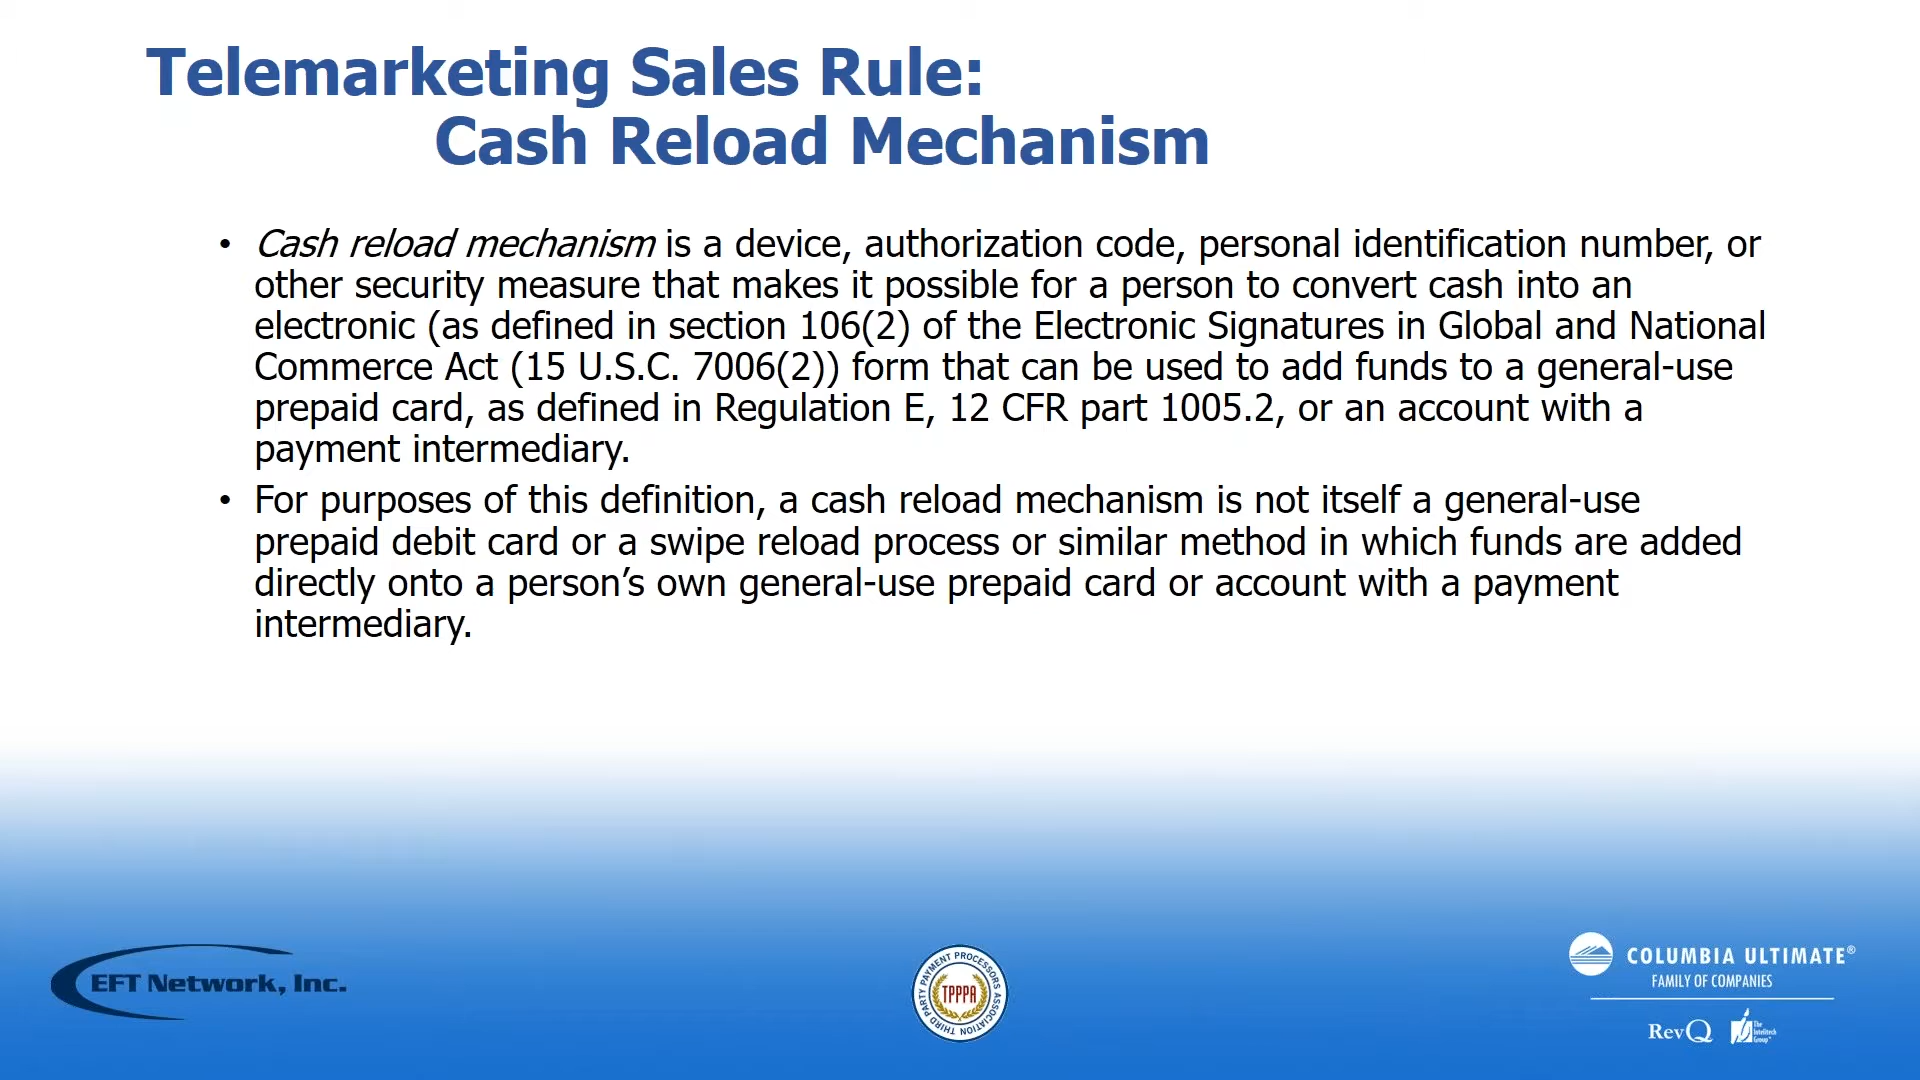 Telemarketing Sales Rule:
Cash Reload Mechanism
• Cash reload mechanism is a device, authorization code, personal identification number, or
other security measure that makes it possible for a person to convert cash into an
electronic (as defined in section 106(2) of the Electronic Signatures in Global and National
Commerce Act (15 U.S.C. 7006(2)) form that can be used to add funds to a general-use
prepaid card, as defined in Regulation E, 12 CFR part 1005.2, or an account with a
payment intermediary.
• For purposes of this definition, a cash reload mechanism is not itself a general-use
prepaid debit card or a swipe reload process or similar method in which funds are added
directly onto a person’s own general-use prepaid card or account with a payment
intermediary.
EFT Network, Inc.
THIRD PARTY PAYMENT PROCESSORS ASSOCIATION
TPPPA
COLUMBIA ULTIMATE®
FAMILY OF COMPANIES
RevQ
The
Intelitech
Group